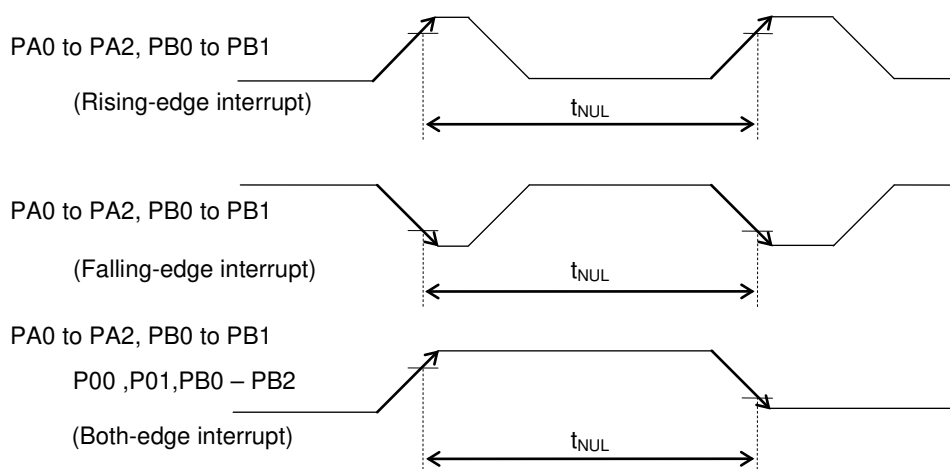 PA0 to PA2, PB0 to PB1
(Rising-edge interrupt)
tNUL
PA0 to PA2, PB0 to PB1
(Falling-edge interrupt)
tNUL
PA0 to PA2, PB0 to PB1
P00 ,P01,PB0 – PB2
(Both-edge interrupt)
tNUL